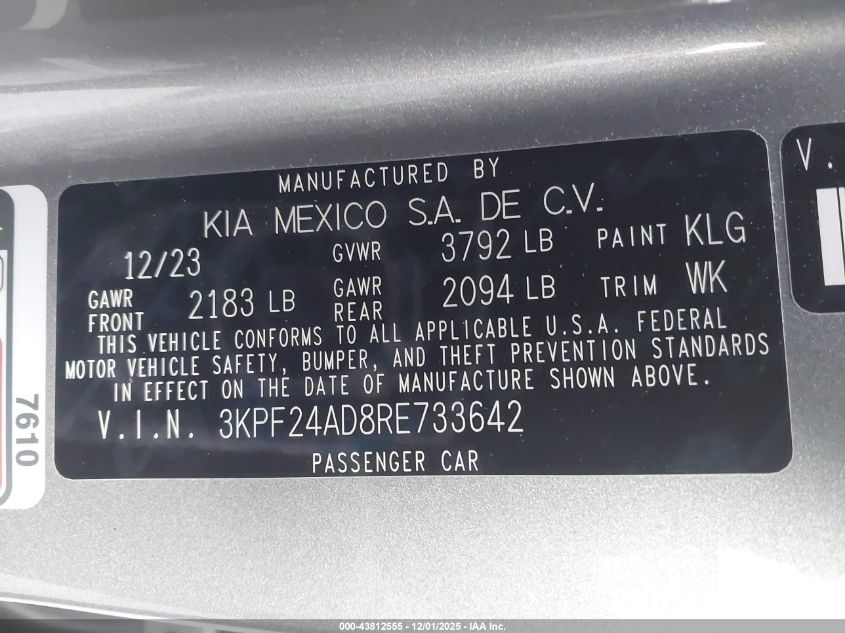 MANUFACTURED BY
KIA MEXICO S.A. DE C.V.
12/23 GVWR 3792 LB PAINT KLG
GAWR FRONT 2183 LB GAWR REAR 2094 LB TRIM WK
THIS VEHICLE CONFORMS TO ALL APPLICABLE U.S.A. FEDERAL
MOTOR VEHICLE SAFETY, BUMPER, AND THEFT PREVENTION STANDARDS
IN EFFECT ON THE DATE OF MANUFACTURE SHOWN ABOVE.
V.I.N. 3KPF24AD8RE733642
PASSENGER CAR
7610
V.
000-43812555 - 12/01/2025 - IAA Inc.